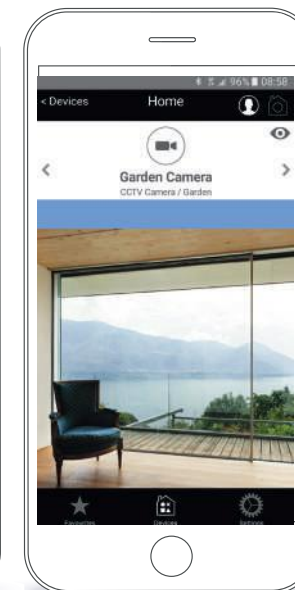 96% 08:58
< Devices Home
Garden Camera
CCTV Camera / Garden
Favourites Devices Settings